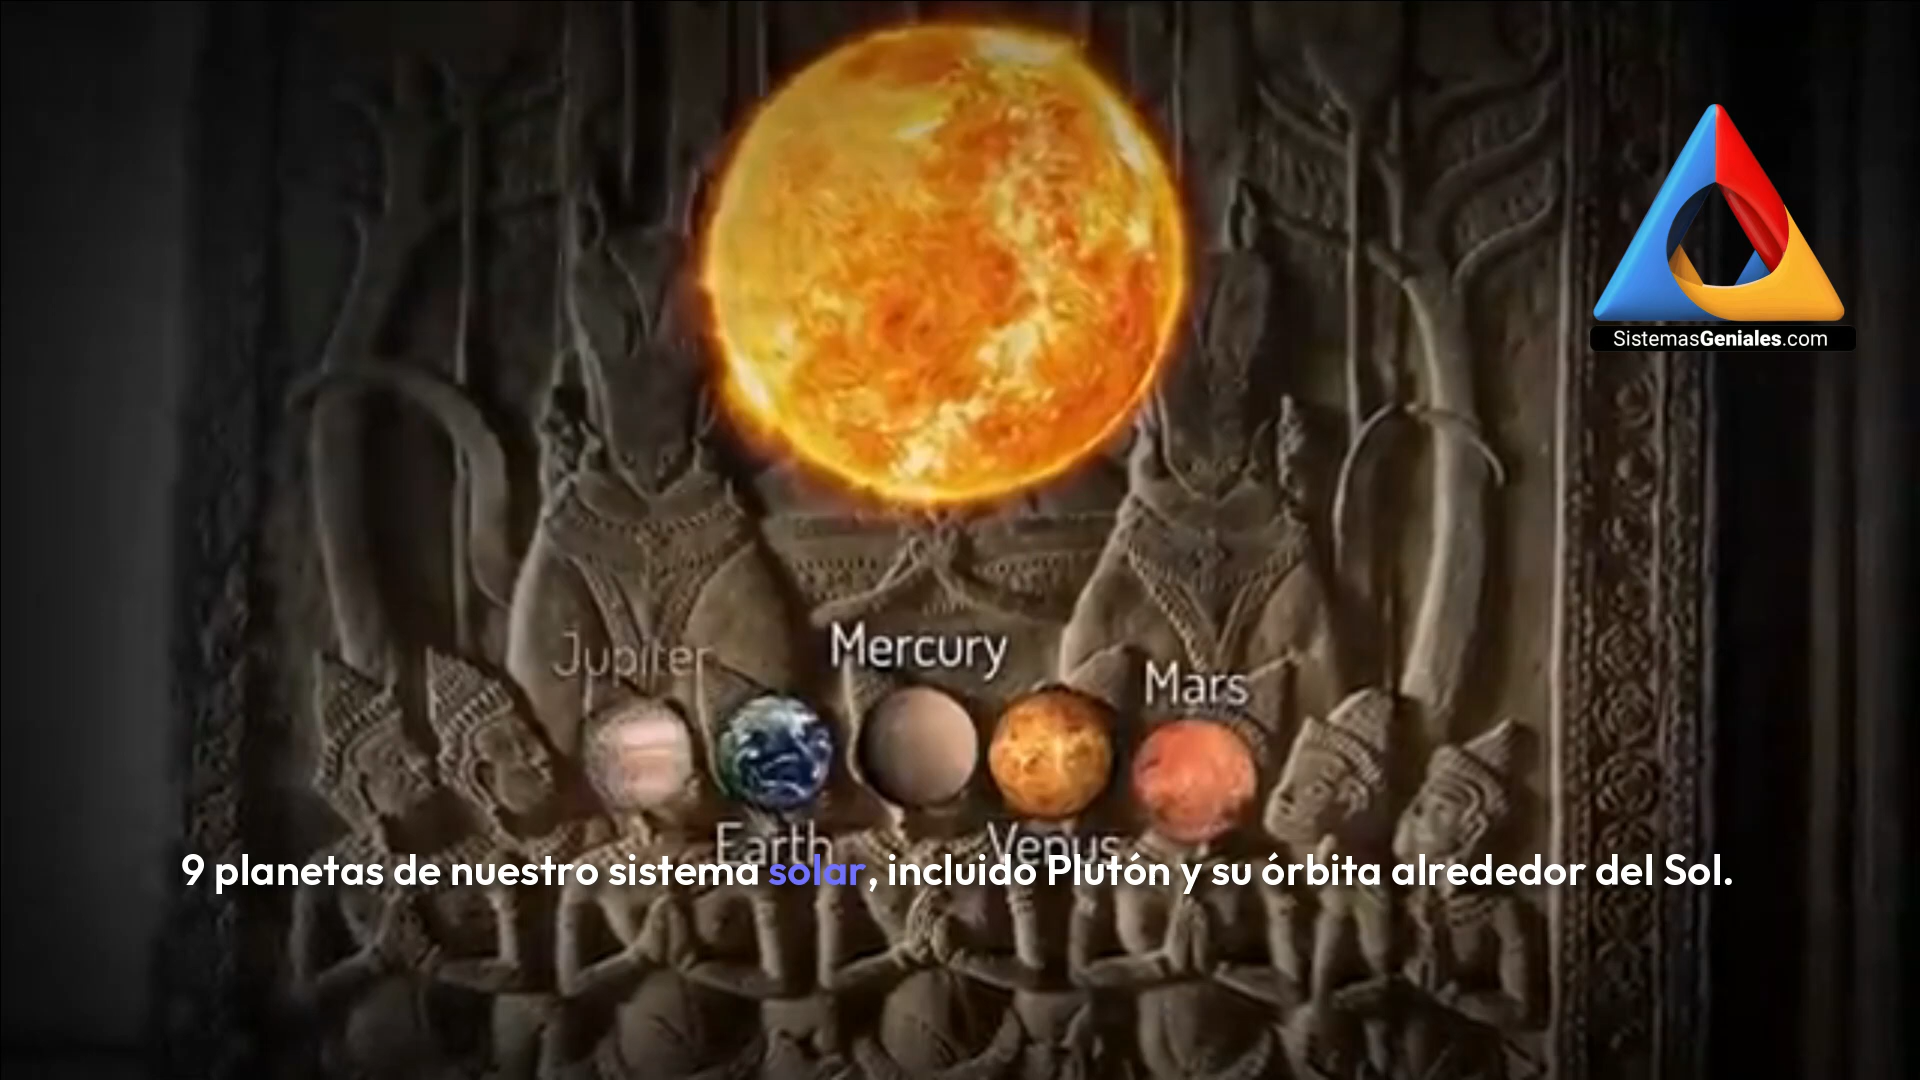 SistemasGeniales.com
Jupiter
Mercury
Mars
Earth
Venus
9 planetas de nuestro sistema solar, incluido Plutón y su órbita alrededor del Sol.